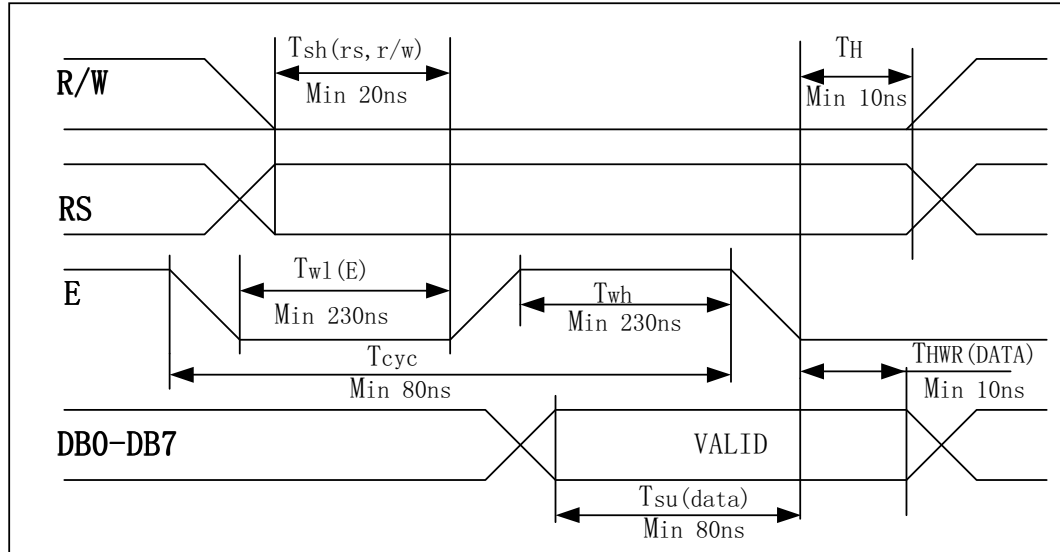 Tsh(rs,r/w)
Min 20ns
TH
Min 10ns
R/W
RS
E
Twl(E)
Min 230ns
Twh
Min 230ns
Tcyc
Min 80ns
THWR(DATA)
Min 10ns
DB0-DB7
VALID
Tsu(data)
Min 80ns